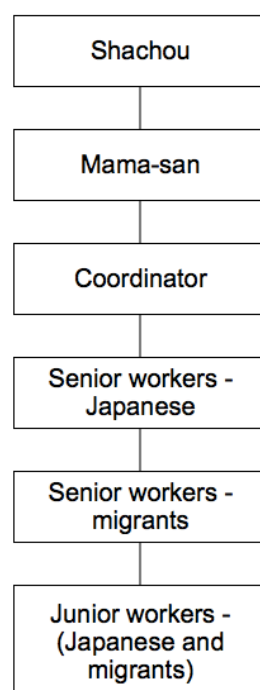 Shachou
Mama-san
Coordinator
Senior workers -
Japanese
Senior workers -
migrants
Junior workers -
(Japanese and
migrants)